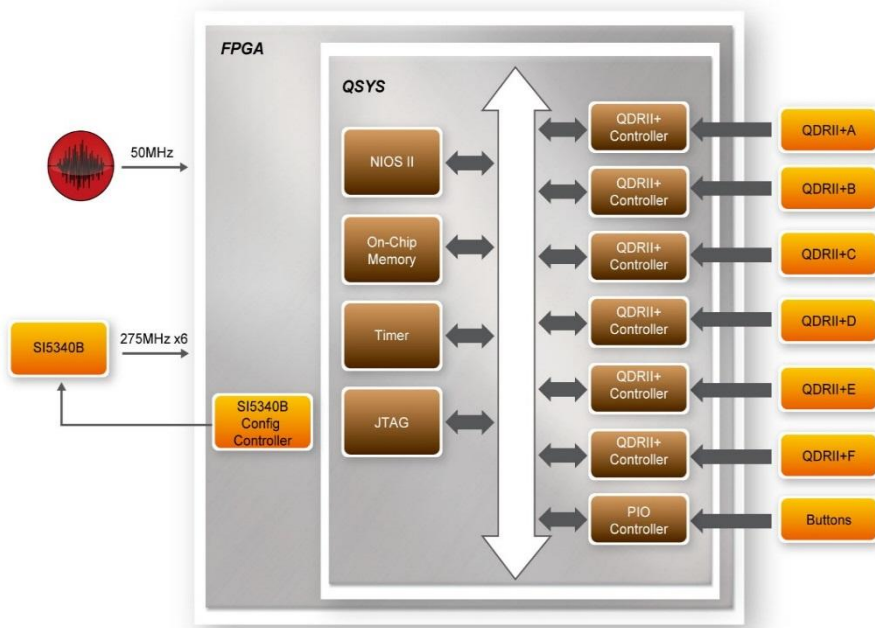 FPGA
QSYS
50MHz
SI5340B
275MHz x6
SI5340B
Config
Controller
NIOS II
On-Chip
Memory
Timer
JTAG
QDRII+
Controller
QDRII+A
QDRII+
Controller
QDRII+B
QDRII+
Controller
QDRII+C
QDRII+
Controller
QDRII+D
QDRII+
Controller
QDRII+E
QDRII+
Controller
QDRII+F
PIO
Controller
Buttons